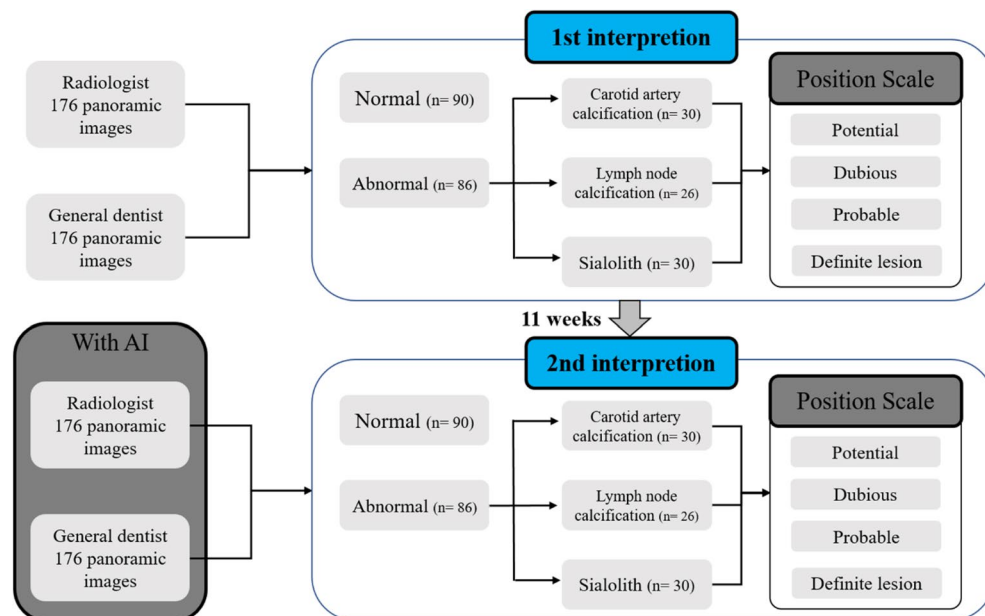 1st interpretion
Radiologist
176 panoramic
images
General dentist
176 panoramic
images
Normal (n= 90)
Abnormal (n= 86)
Carotid artery
calcification (n= 30)
Lymph node
calcification (n= 26)
Sialolith (n= 30)
Position Scale
Potential
Dubious
Probable
Definite lesion
11 weeks
With AI
Radiologist
176 panoramic
images
General dentist
176 panoramic
images
2nd interpretion
Normal (n= 90)
Abnormal (n= 86)
Carotid artery
calcification (n= 30)
Lymph node
calcification (n= 26)
Sialolith (n= 30)
Position Scale
Potential
Dubious
Probable
Definite lesion